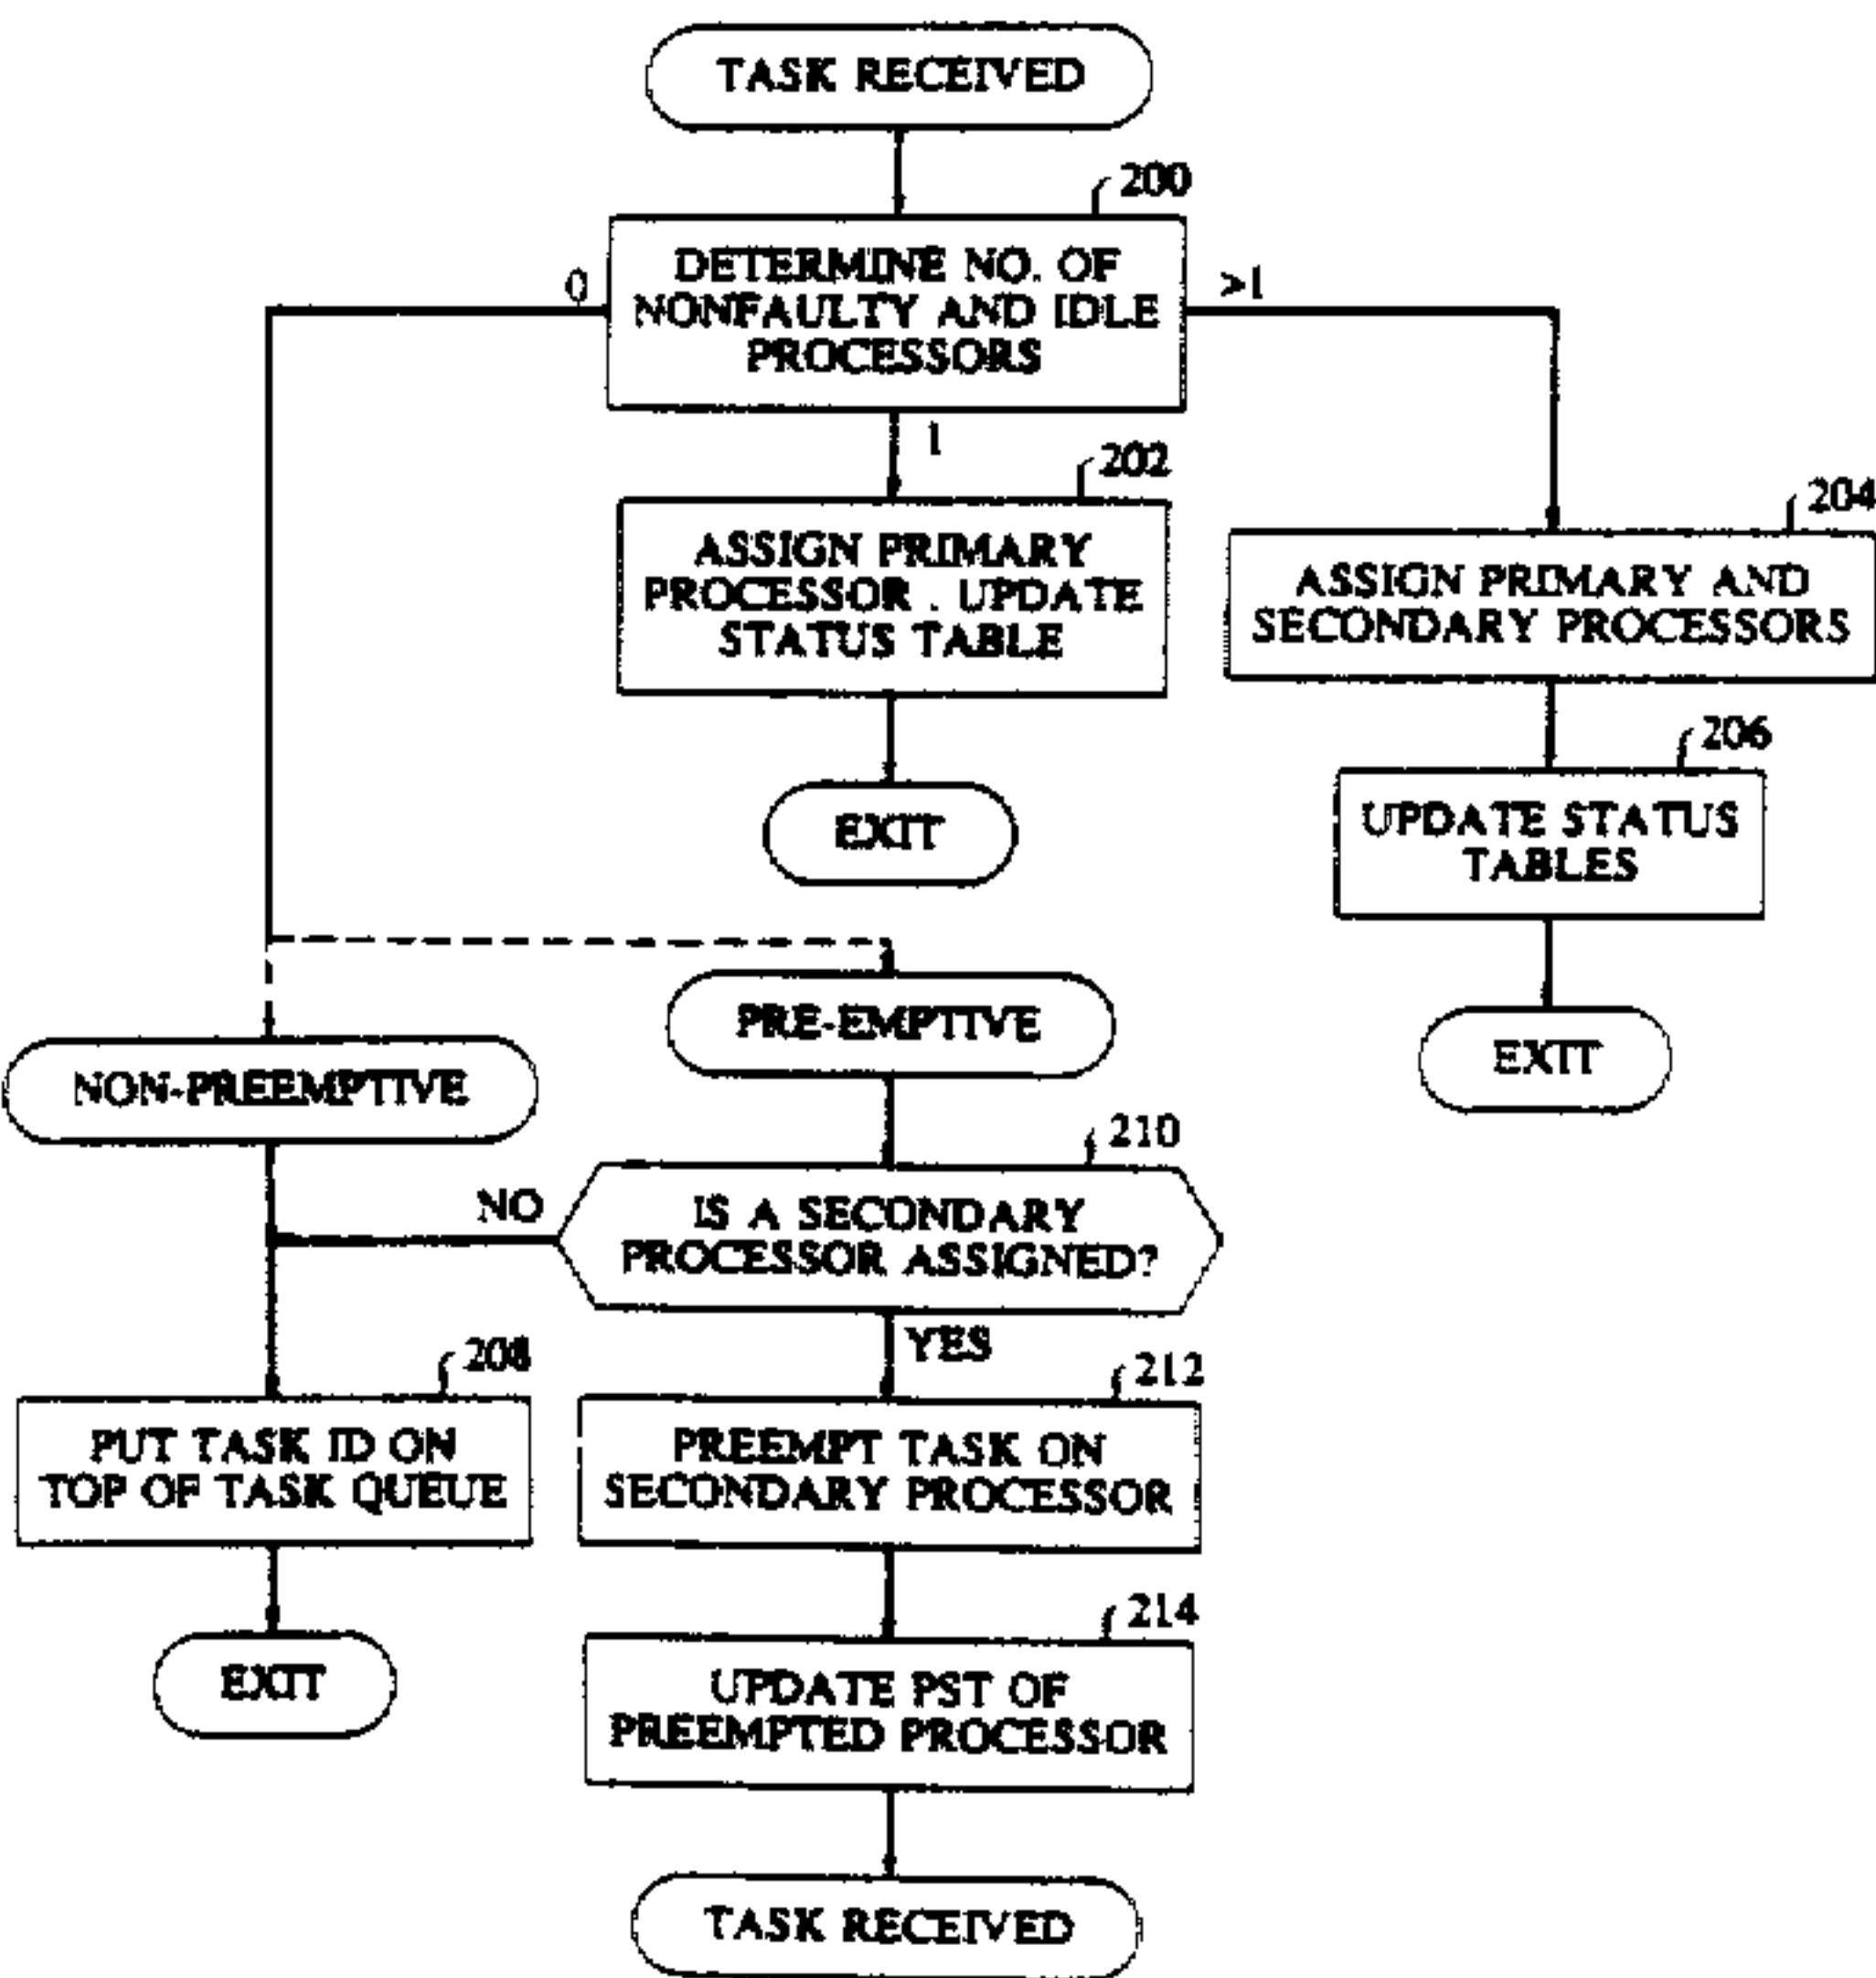 TASK RECEIVED
200
DETERMINE NO. OF
NONFAULTY AND IDLE
PROCESSORS
0
>1
1
202
ASSIGN PRIMARY
PROCESSOR . UPDATE
STATUS TABLE
204
ASSIGN PRIMARY AND
SECONDARY PROCESSORS
206
UPDATE STATUS
TABLES
EXIT
EXIT
PRE-EMPTIVE
NON-PREEMPTIVE
210
IS A SECONDARY
PROCESSOR ASSIGNED?
NO
YES
208
PUT TASK ID ON
TOP OF TASK QUEUE
212
PREEMPT TASK ON
SECONDARY PROCESSOR
EXIT
214
UPDATE PST OF
PREEMPTED PROCESSOR
TASK RECEIVED